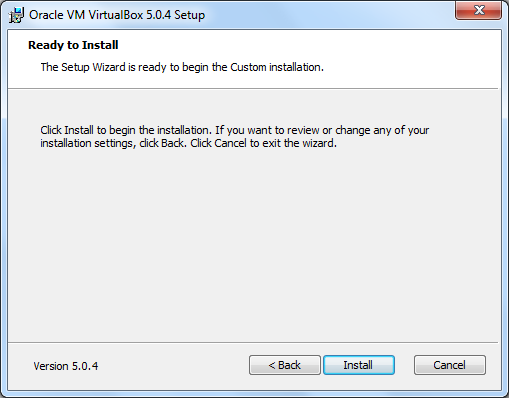 Oracle VM VirtualBox 5.0.4 Setup
Ready to Install
The Setup Wizard is ready to begin the Custom installation.
Click Install to begin the installation. If you want to review or change any of your
installation settings, click Back. Click Cancel to exit the wizard.
Version 5.0.4
< Back
Install
Cancel